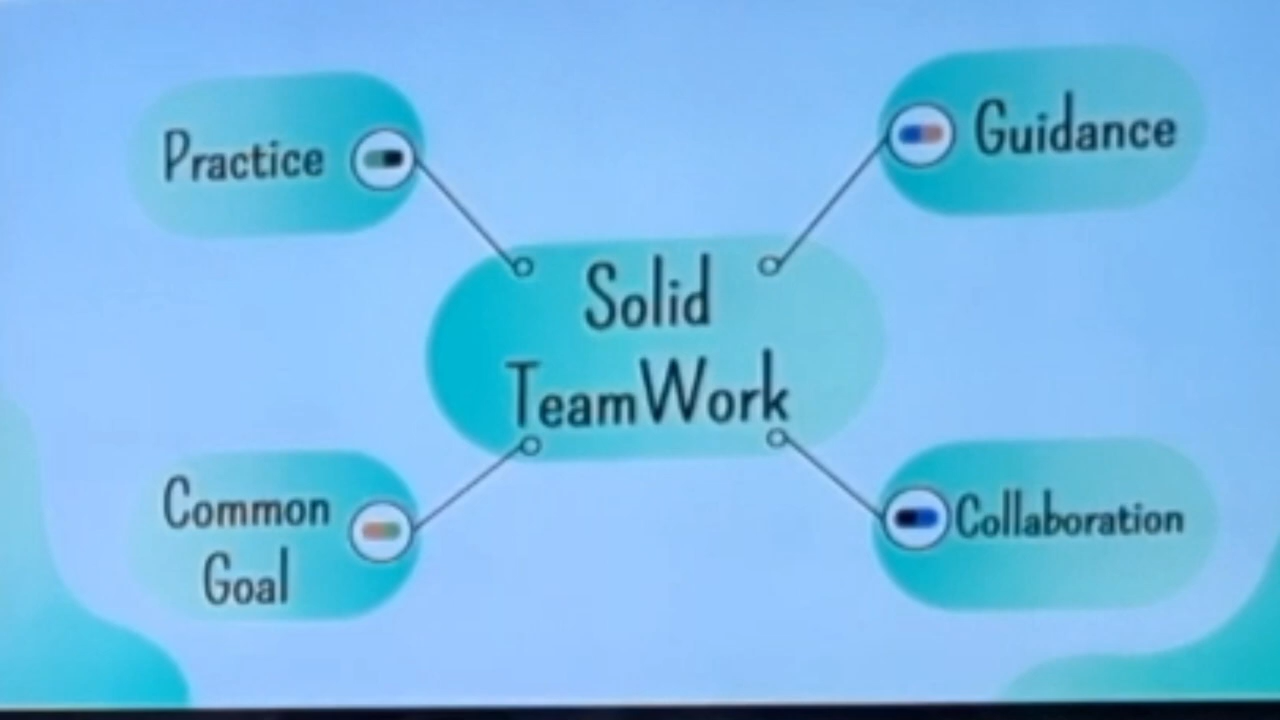 Practice
Guidance
Solid
TeamWork
Common
Goal
Collaboration